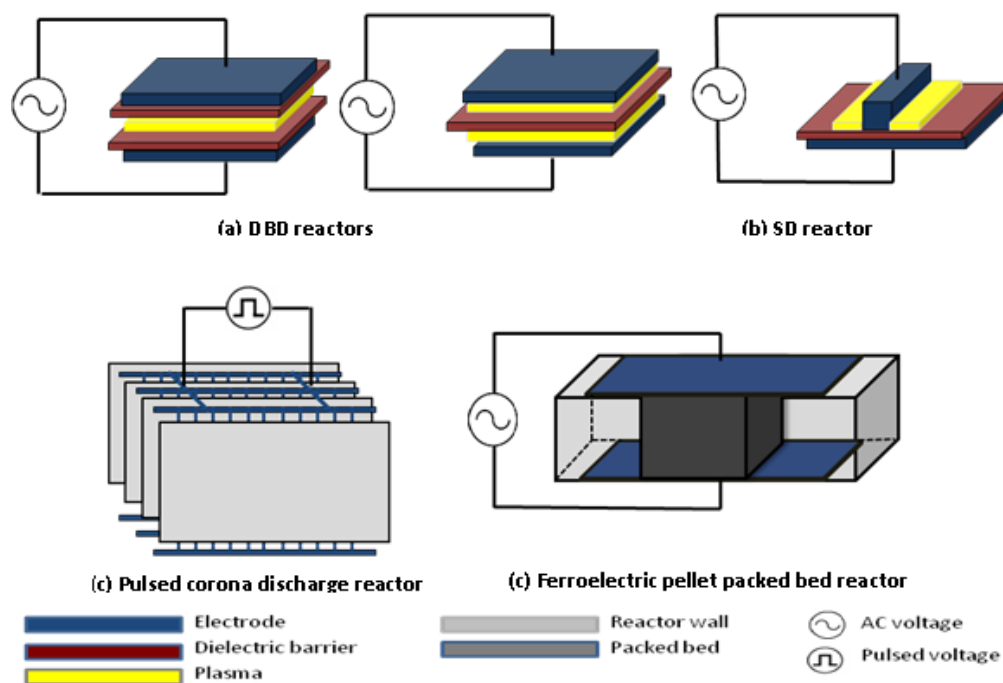 (a) DBD reactors
(b) SD reactor
(c) Pulsed corona discharge reactor
(c) Ferroelectric pellet packed bed reactor
Electrode
Dielectric barrier
Plasma
Reactor wall
Packed bed
AC voltage
Pulsed voltage